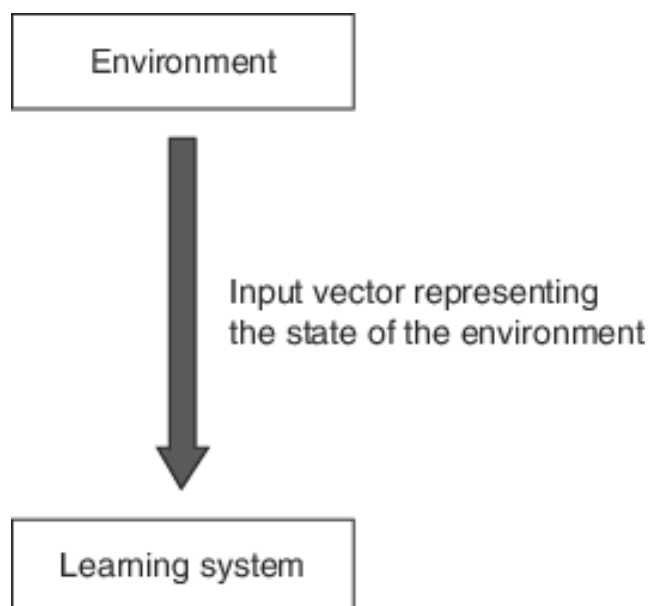 Environment
Input vector representing
the state of the environment
Learning system